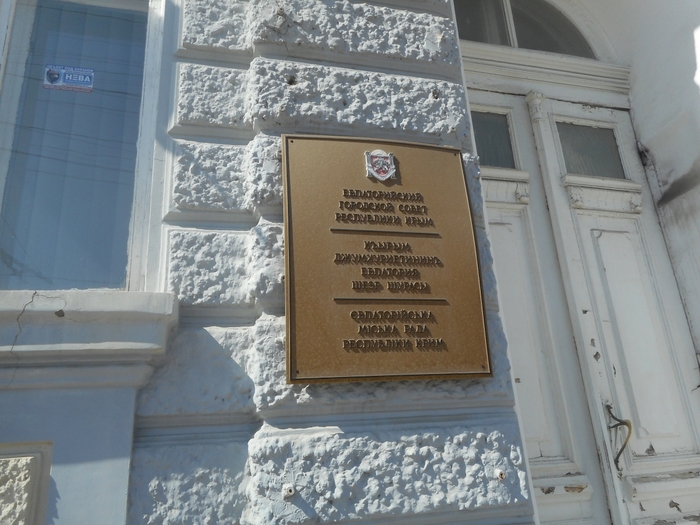 НЕВА
ЕВПАТОРИЙСКИЙ
ГОРОДСКОЙ СОВЕТ
РЕСПУБЛИКИ КРЫМ
КЪЫРЫМ
ДЖУМХУРИЕТИНИНЪ
ЕВПАТОРИЯ
ШЕЭР ШУРАСЫ
ЄВПАТОРІЙСЬКА
МІСЬКА РАДА
РЕСПУБЛІКИ КРИМ